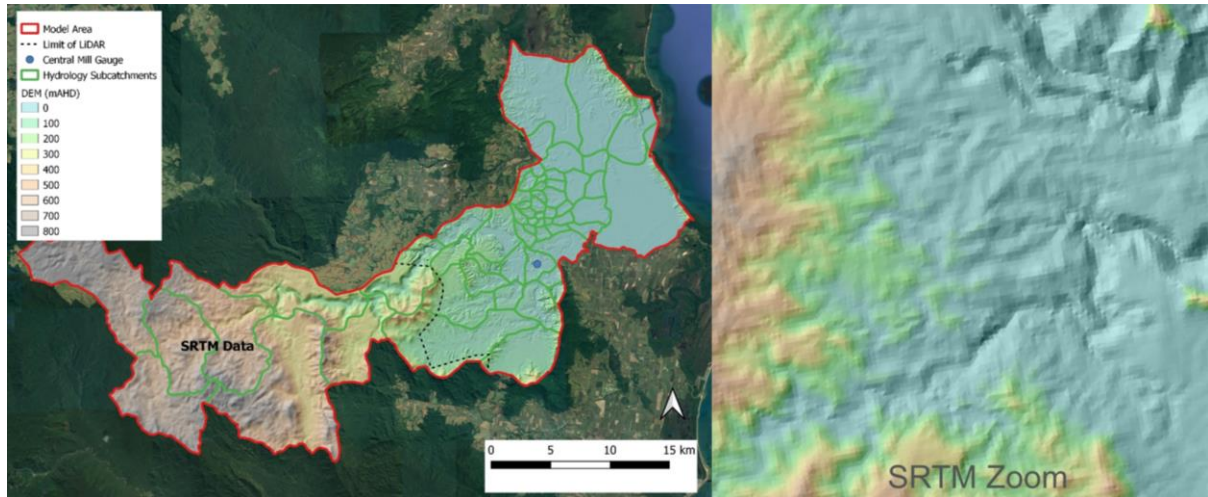 Model Area
Limit of LiDAR
Central Mill Gauge
Hydrology Subcatchments
DEM (mAHD)
0
100
200
300
400
500
600
700
800
SRTM Data
0 5 10 15 km
SRTM Zoom